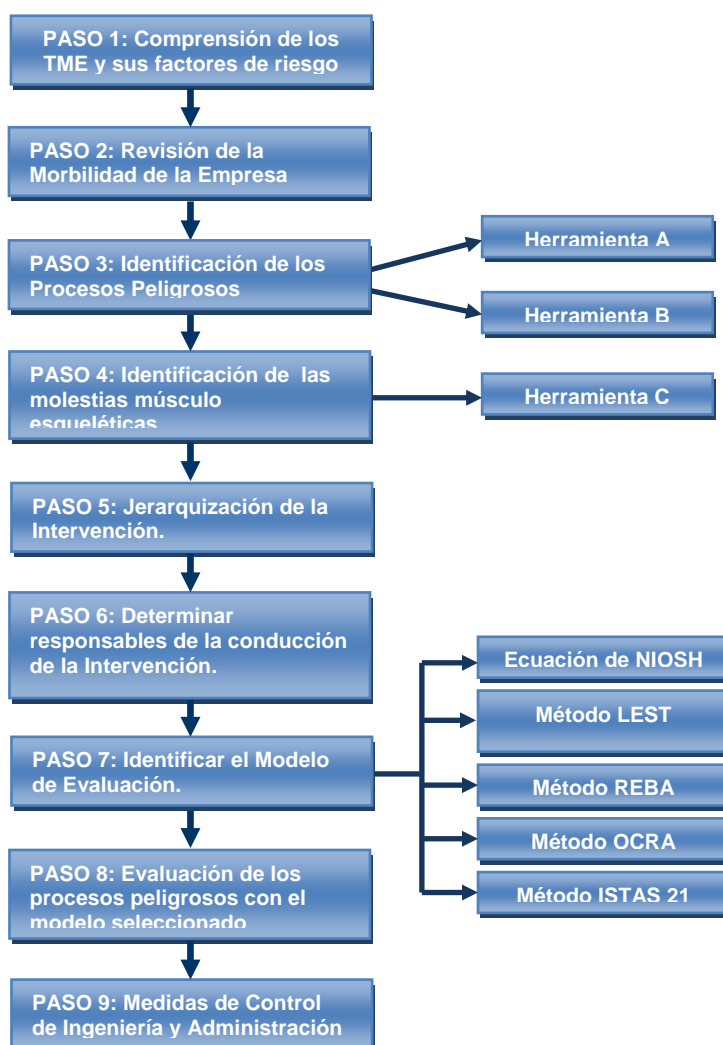 PASO 1: Comprensión de los
TME y sus factores de riesgo
PASO 2: Revisión de la
Morbilidad de la Empresa
PASO 3: Identificación de los
Procesos Peligrosos
Herramienta A
Herramienta B
PASO 4: Identificación de las
molestias músculo
esqueléticas
Herramienta C
PASO 5: Jerarquización de la
Intervención.
PASO 6: Determinar
responsables de la conducción
de la Intervención.
PASO 7: Identificar el Modelo
de Evaluación.
Ecuación de NIOSH
Método LEST
Método REBA
Método OCRA
Método ISTAS 21
PASO 8: Evaluación de los
procesos peligrosos con el
modelo seleccionado
PASO 9: Medidas de Control
de Ingeniería y Administración